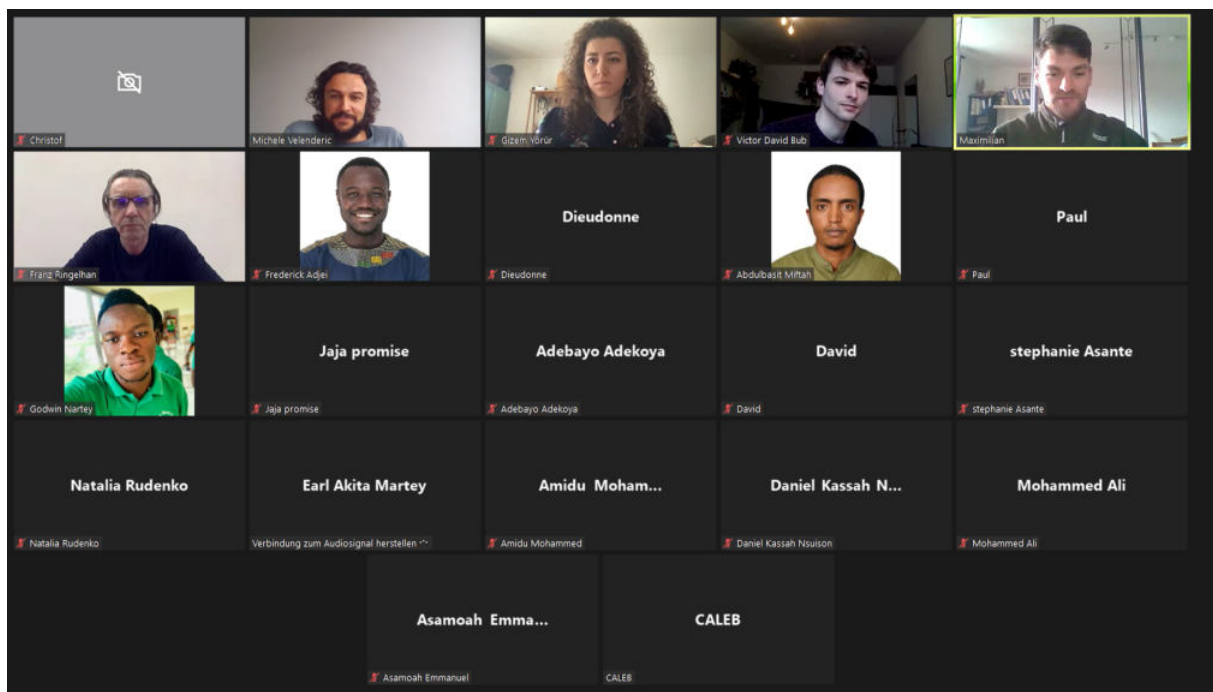 Christof
Michele Velenderic
Gizem Yörür
Victor David Bub
Maximilian
Franz Ringelhan
Frederick Adjei
Dieudonne
Dieudonne
Abdulbasit Miftah
Paul
Paul
Godwin Nartey
Jaja promise
Jaja promise
Adebayo Adekoya
Adebayo Adekoya
David
David
stephanie Asante
stephanie Asante
Natalia Rudenko
Natalia Rudenko
Earl Akita Martey
Verbindung zum Audiosignal herstellen
Amidu Moham...
Amidu Mohammed
Daniel Kassah N...
Daniel Kassah Nsuison
Mohammed Ali
Mohammed Ali
Asamoah Emma...
Asamoah Emmanuel
CALEB
CALEB